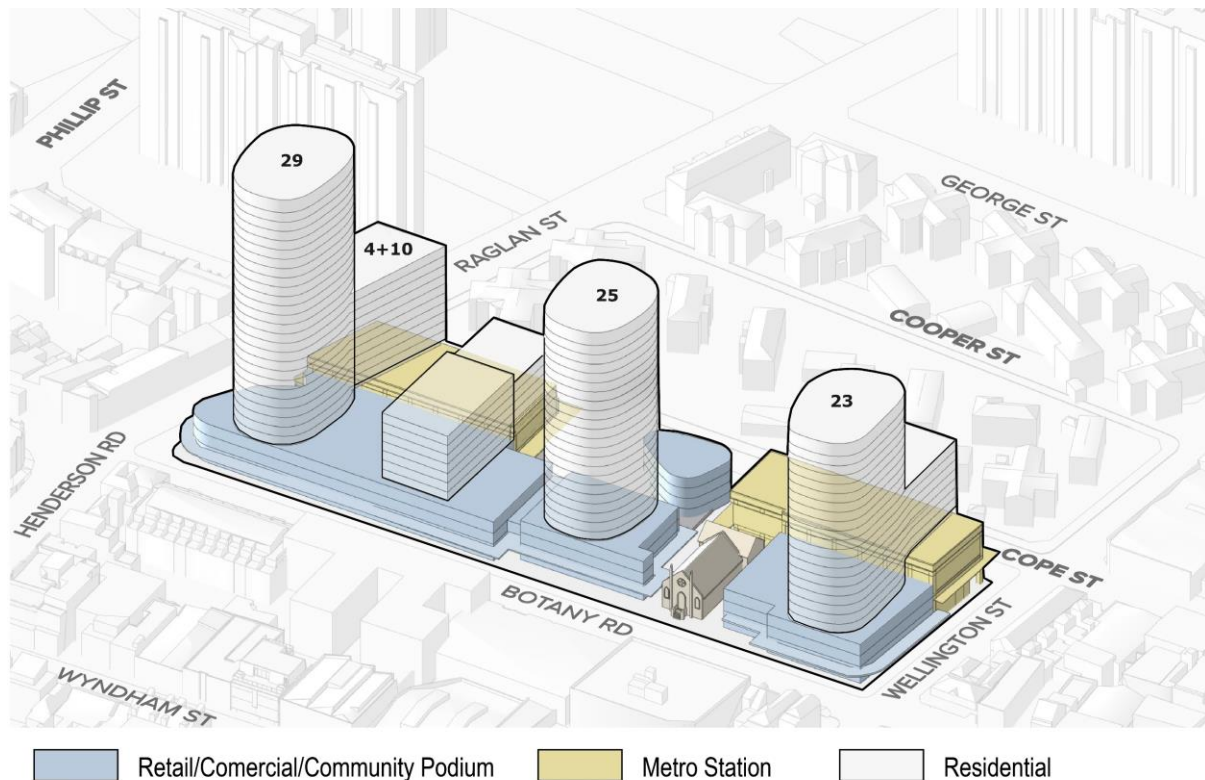 PHILLIP ST
29
4+10
RAGLAN ST
GEORGE ST
25
COOPER ST
23
HENDERSON RD
COPE ST
BOTANY RD
WELLINGTON ST
WYNDHAM ST
Retail/Comercial/Community Podium
Metro Station
Residential